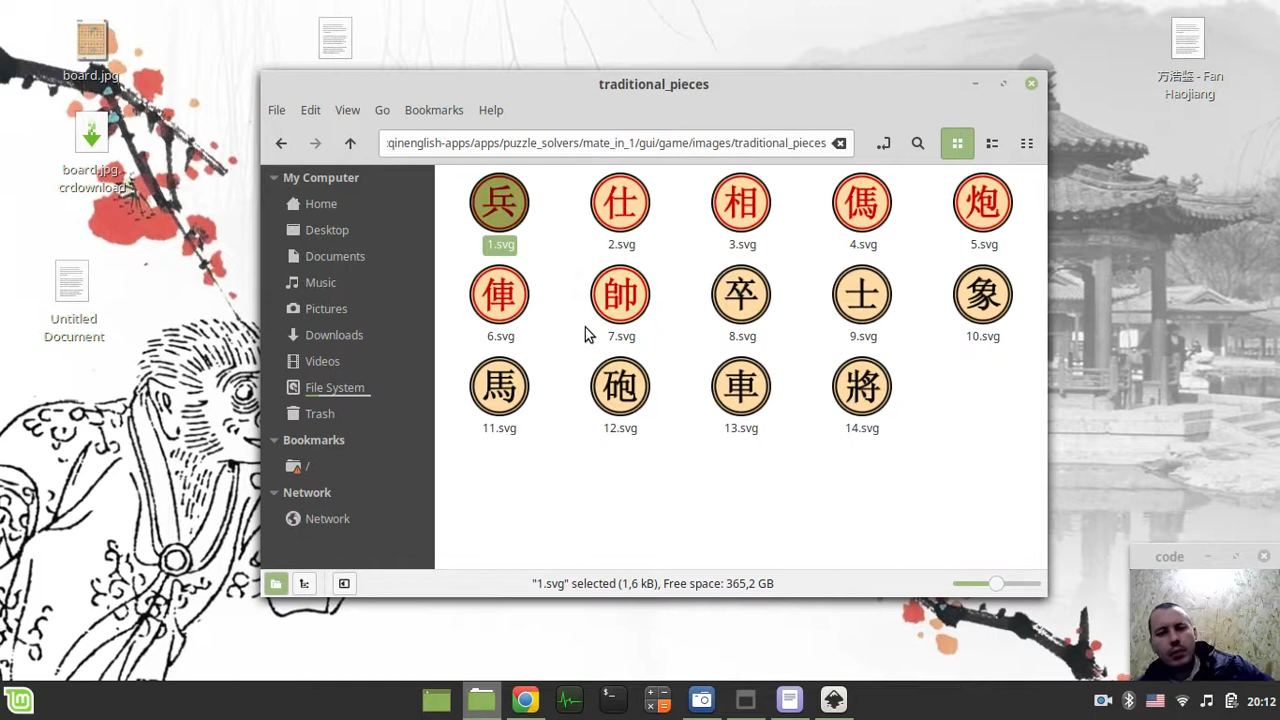 board.jpg
board.jpg.
crdownload
Untitled
Document
方浩鉴 - Fan
Haojiang
traditional_pieces
File Edit View Go Bookmarks Help
qinenglish-apps/apps/puzzle_solvers/mate_in_1/gui/game/images/traditional_pieces
My Computer
Home
Desktop
Documents
Music
Pictures
Downloads
Videos
File System
Trash
Bookmarks
/
Network
Network
兵 仕 相 傌 炮
1.svg 2.svg 3.svg 4.svg 5.svg
俥 帥 卒 士 象
6.svg 7.svg 8.svg 9.svg 10.svg
馬 砲 車 將
11.svg 12.svg 13.svg 14.svg
"1.svg" selected (1,6 kB), Free space: 365,2 GB
code
20:12